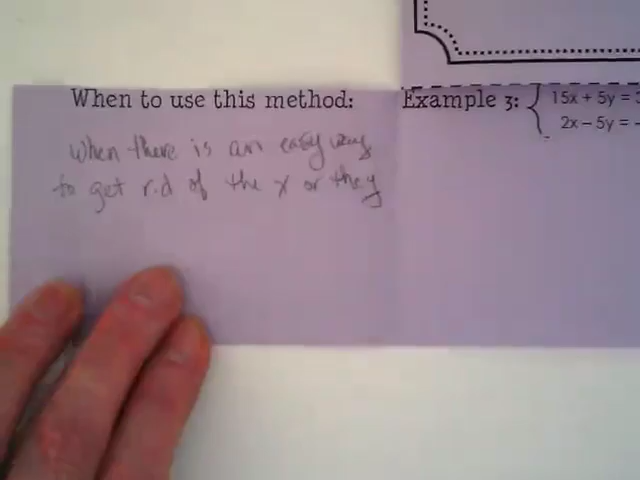 When to use this method:
when there is an easy way
to get rid of the x or the y
Example 3:
15x + 5y =
2x – 5y = -